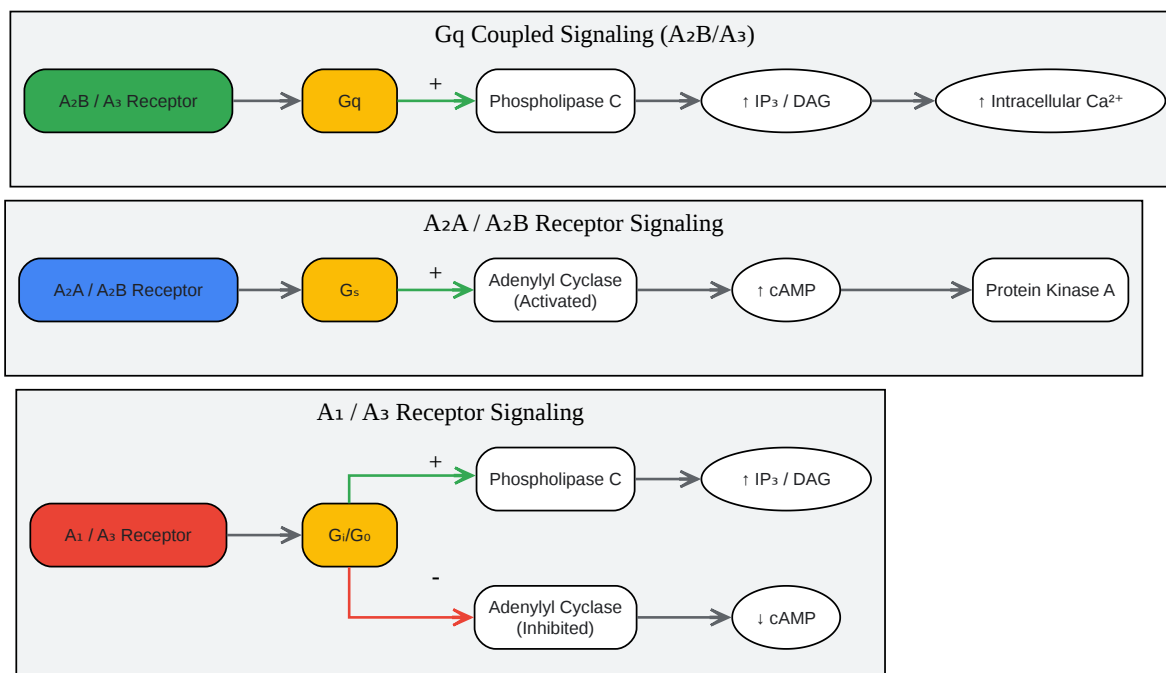 Gq Coupled Signaling (A₂B/A₃)
A₂B / A₃ Receptor
Gq
+
Phospholipase C
↑ IP₃ / DAG
↑ Intracellular Ca²⁺
A₂A / A₂B Receptor Signaling
A₂A / A₂B Receptor
Gₛ
+
Adenylyl Cyclase
(Activated)
↑ cAMP
Protein Kinase A
A₁ / A₃ Receptor Signaling
A₁ / A₃ Receptor
Gᵢ/G₀
+
Phospholipase C
↑ IP₃ / DAG
-
Adenylyl Cyclase
(Inhibited)
↓ cAMP